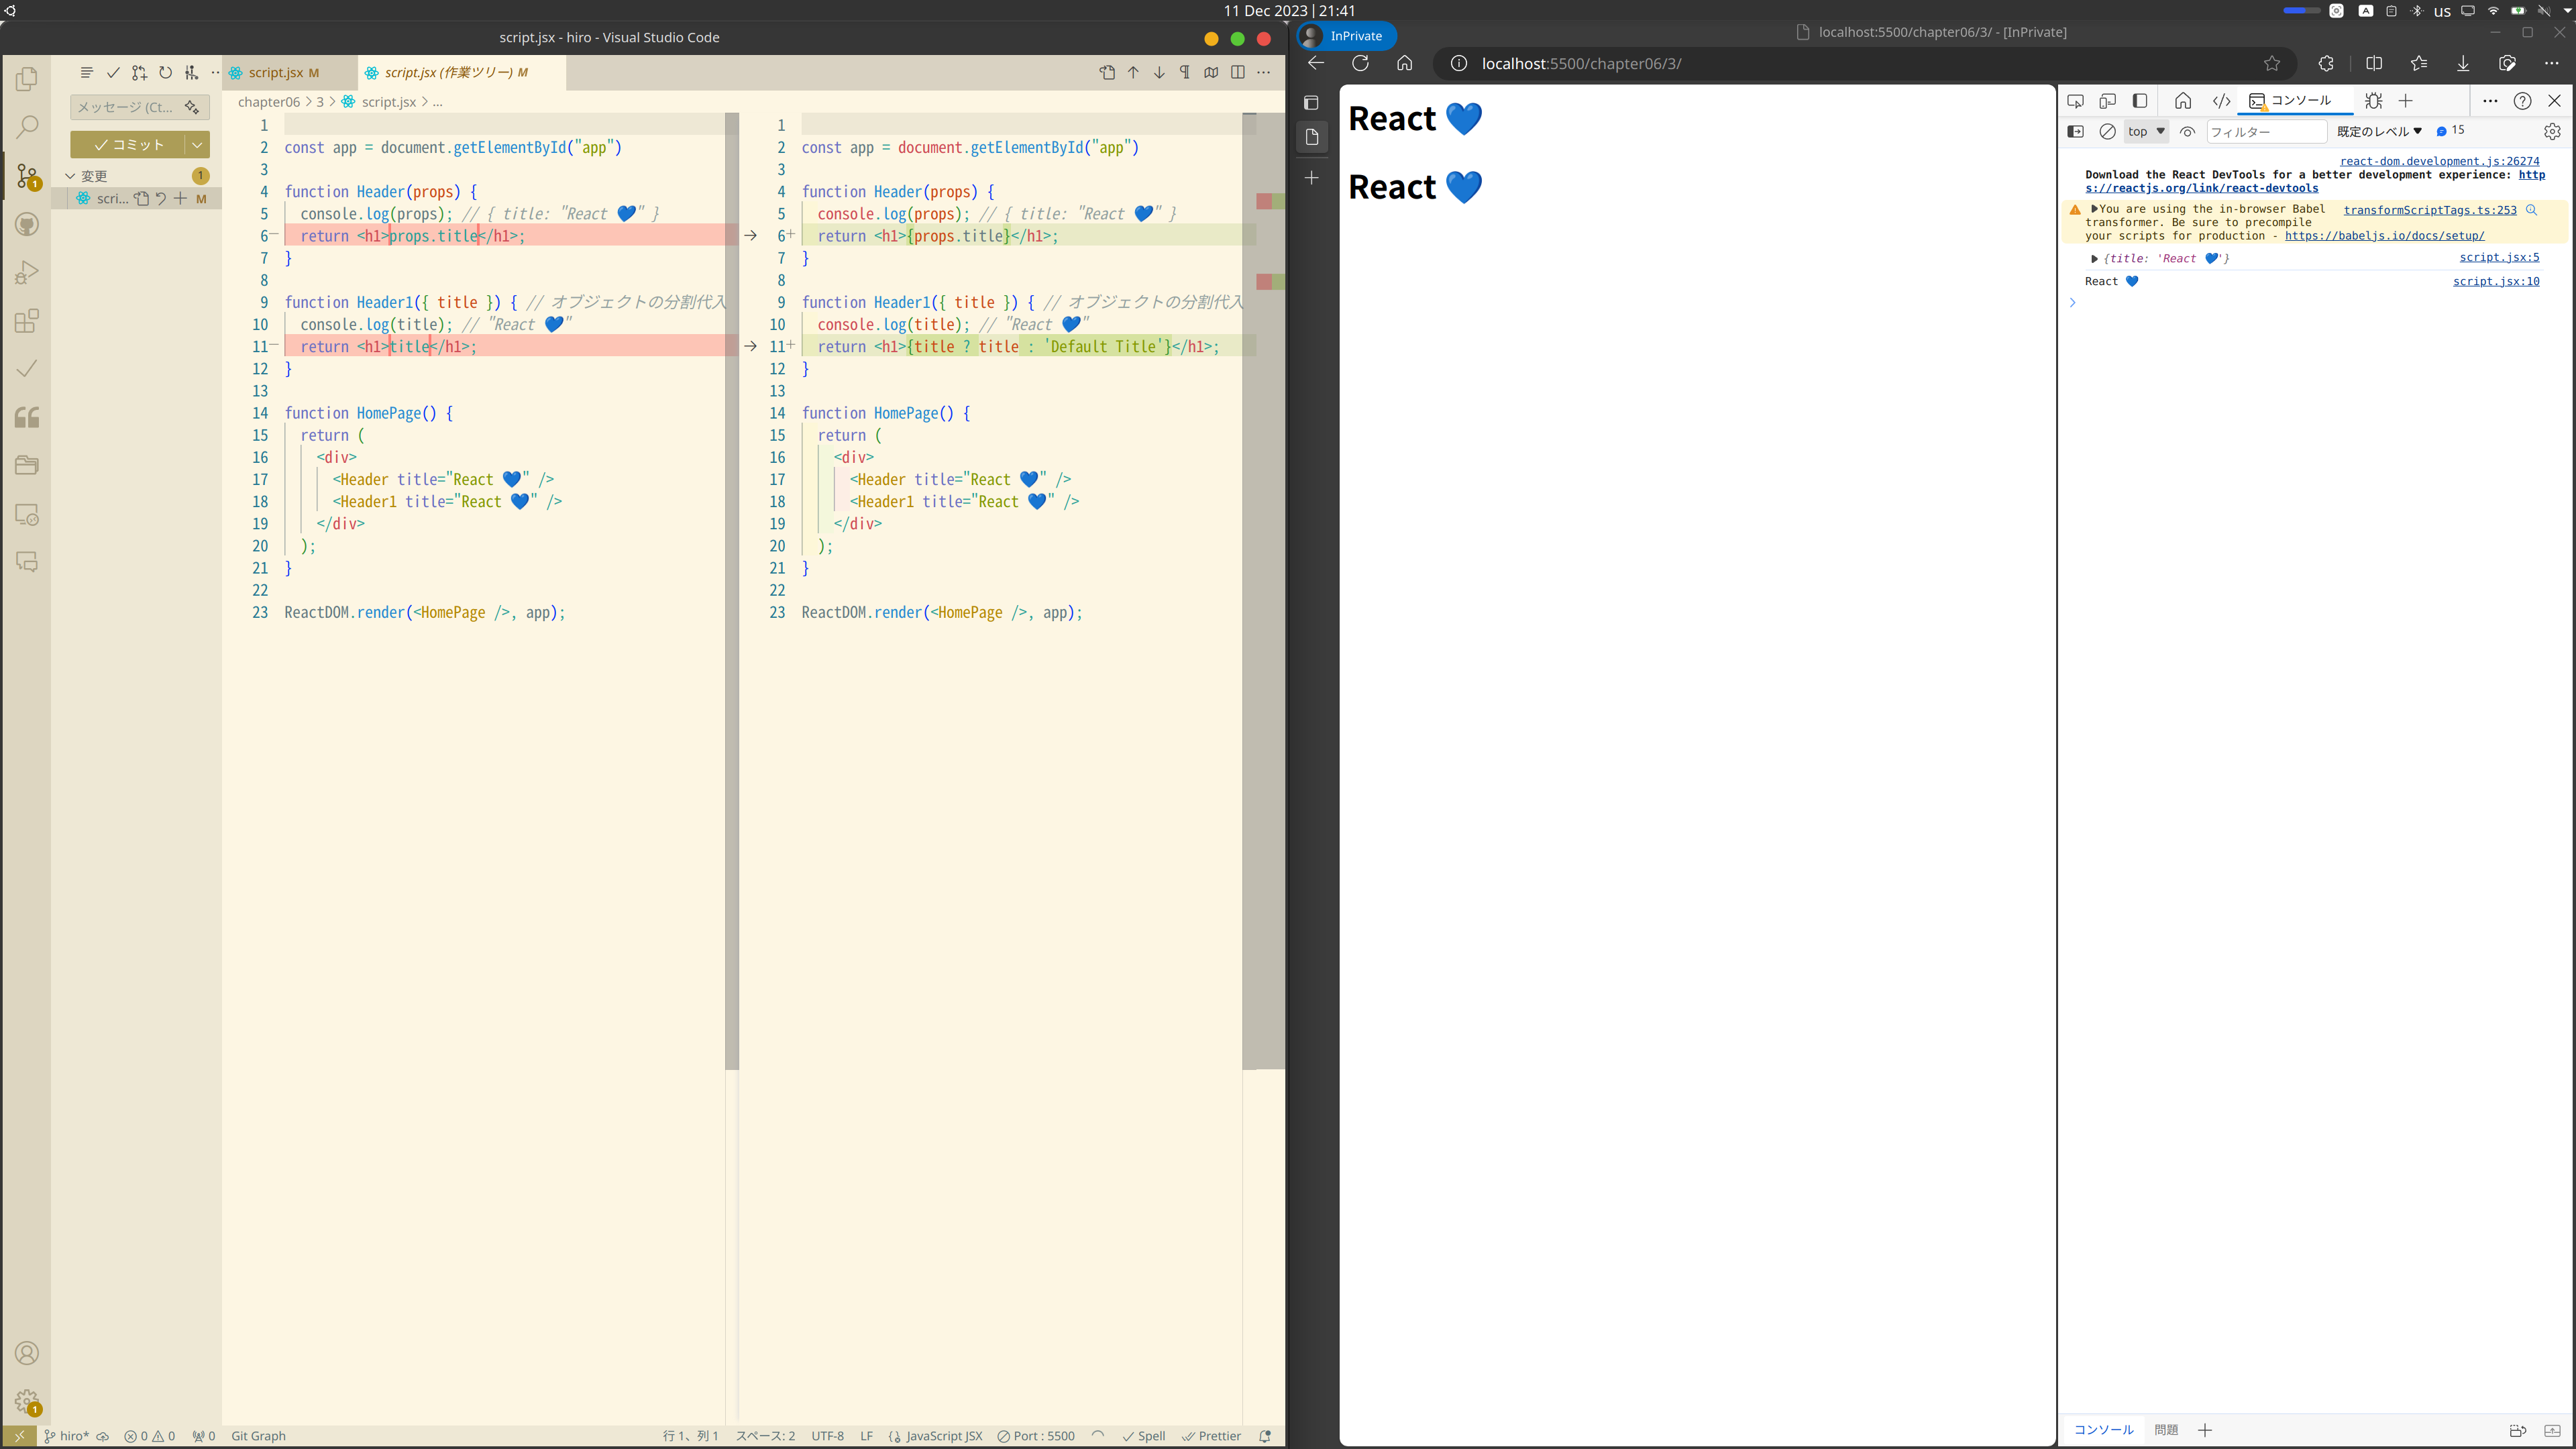 11 Dec 2023 | 21:41
us
script.jsx - hiro - Visual Studio Code
メッセージ (Ct...
コミット
変更
1
scri...
M
1
script.jsx M
script.jsx (作業ツリー) M
chapter06 > 3 > script.jsx > ...
1
2 const app = document.getElementById("app")
3
4 function Header(props) {
5 console.log(props); // { title: "React 💙" }
6− return <h1>props.title</h1>;
7 }
8
9 function Header1({ title }) { // オブジェクトの分割代入
10 console.log(title); // "React 💙"
11− return <h1>title</h1>;
12 }
13
14 function HomePage() {
15 return (
16 <div>
17 <Header title="React 💙" />
18 <Header1 title="React 💙" />
19 </div>
20 );
21 }
22
23 ReactDOM.render(<HomePage />, app);
1
2 const app = document.getElementById("app")
3
4 function Header(props) {
5 console.log(props); // { title: "React 💙" }
6+ return <h1>{props.title}</h1>;
7 }
8
9 function Header1({ title }) { // オブジェクトの分割代入
10 console.log(title); // "React 💙"
11+ return <h1>{title ? title : 'Default Title'}</h1>;
12 }
13
14 function HomePage() {
15 return (
16 <div>
17 <Header title="React 💙" />
18 <Header1 title="React 💙" />
19 </div>
20 );
21 }
22
23 ReactDOM.render(<HomePage />, app);
1
hiro* 0 0 0 Git Graph
行 1、列 1 スペース: 2 UTF-8 LF JavaScript JSX Port : 5500 Spell Prettier
InPrivate
localhost:5500/chapter06/3/ - [InPrivate]
localhost:5500/chapter06/3/
React 💙
React 💙
コンソール
top フィルター 既定のレベル 15
react-dom.development.js:26274
Download the React DevTools for a better development experience: http
s://reactjs.org/link/react-devtools
You are using the in-browser Babel transformScriptTags.ts:253
transformer. Be sure to precompile
your scripts for production - https://babeljs.io/docs/setup/
{title: 'React 💙'} script.jsx:5
React 💙 script.jsx:10
コンソール 問題